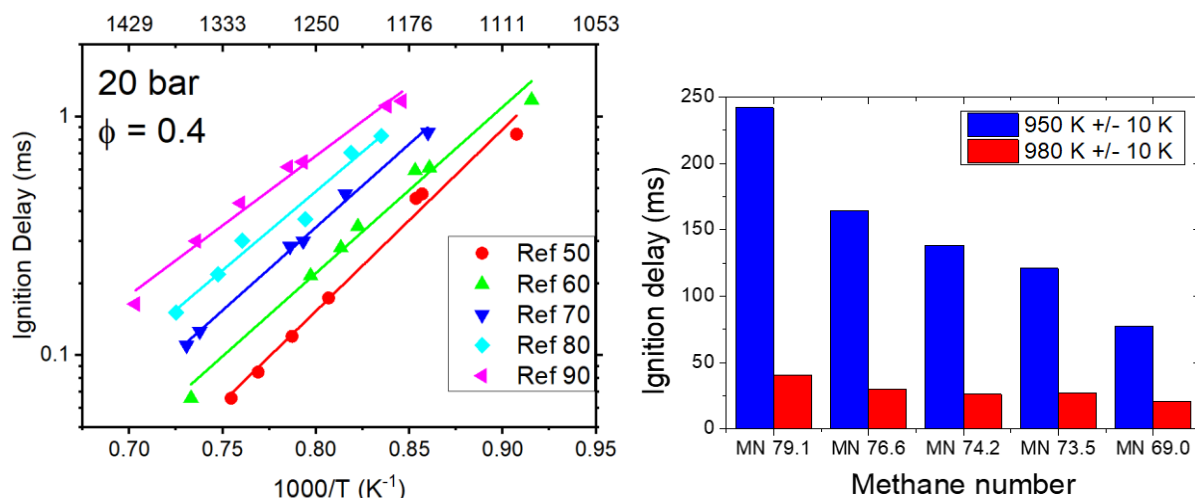 1429 1333 1250 1176 1111 1053
20 bar
ϕ = 0.4
1
0.1
Ignition Delay (ms)
Ref 50
Ref 60
Ref 70
Ref 80
Ref 90
0.70 0.75 0.80 0.85 0.90 0.95
1000/T (K⁻¹)
250
200
150
100
50
0
Ignition delay (ms)
950 K +/- 10 K
980 K +/- 10 K
MN 79.1 MN 76.6 MN 74.2 MN 73.5 MN 69.0
Methane number